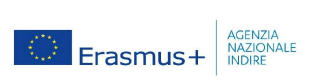 Erasmus+
AGENZIA
NAZIONALE
INDIRE